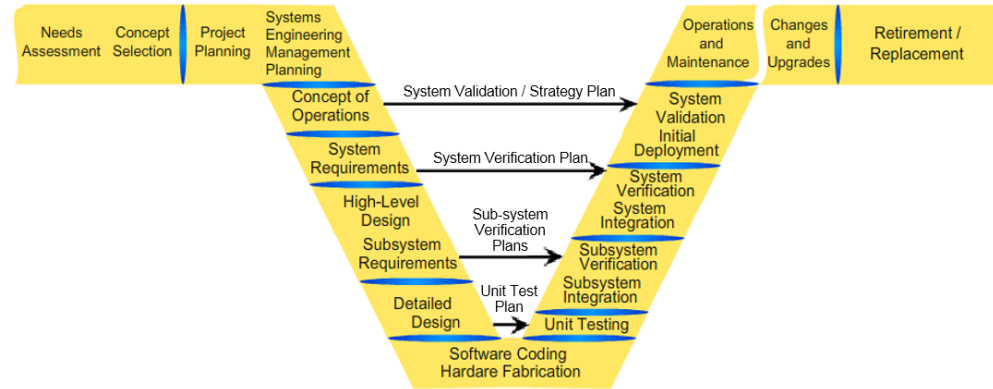 Needs
Assessment
Concept
Selection
Project
Planning
Systems
Engineering
Management
Planning
Operations
and
Maintenance
Changes
and
Upgrades
Retirement /
Replacement
Concept of
Operations
System Validation / Strategy Plan
System
Validation
Initial
Deployment
System
Requirements
System Verification Plan
System
Verification
System
Integration
High-Level
Design
Subsystem
Requirements
Sub-system
Verification
Plans
Subsystem
Verification
Subsystem
Integration
Detailed
Design
Unit Test
Plan
Unit Testing
Software Coding
Hardare Fabrication